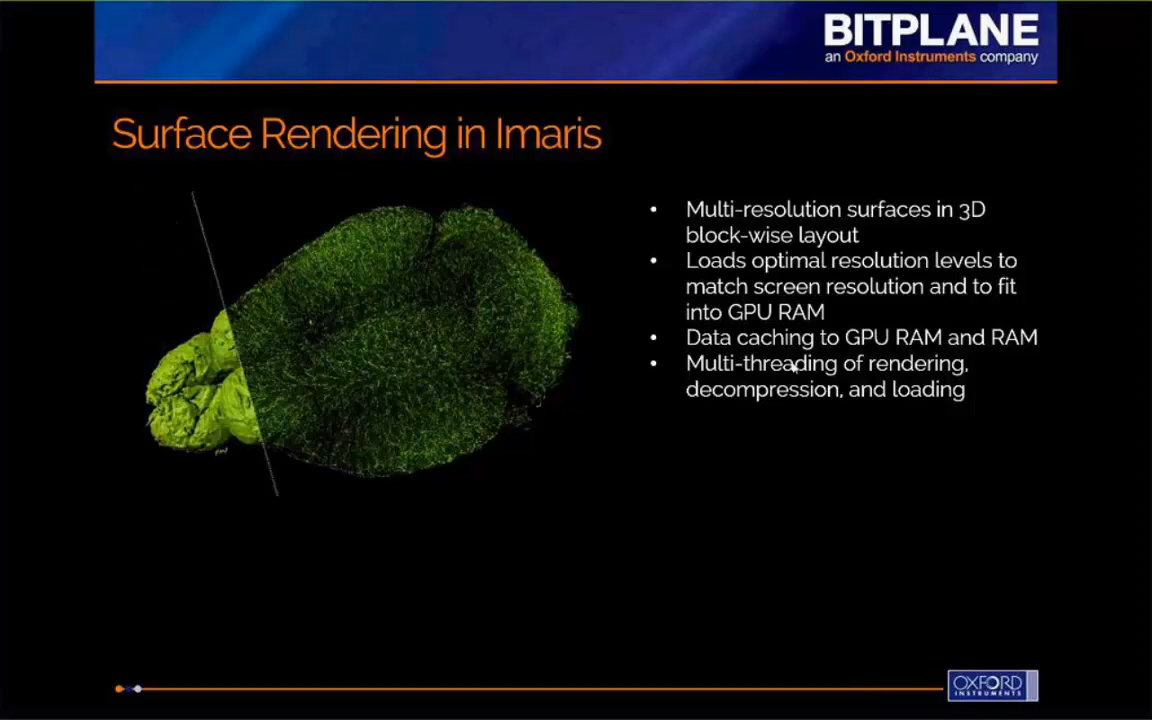 BITPLANE
an Oxford Instruments company
Surface Rendering in Imaris
• Multi-resolution surfaces in 3D
block-wise layout
• Loads optimal resolution levels to
match screen resolution and to fit
into GPU RAM
• Data caching to GPU RAM and RAM
• Multi-threading of rendering,
decompression, and loading
OXFORD
INSTRUMENTS